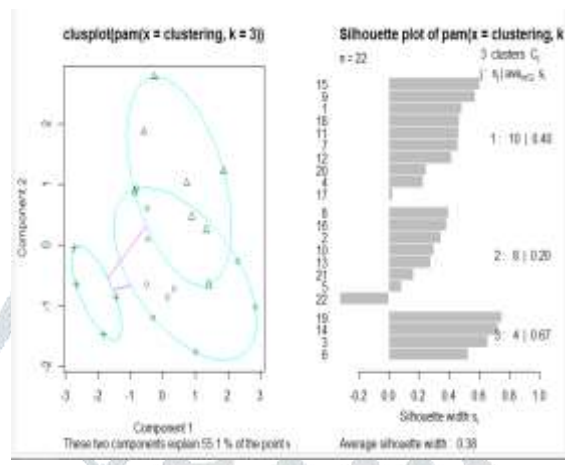 clusplot(pam(x = clustering, k = 3))
Component 2
2
1
0
-1
-2
-3 -2 -1 0 1 2 3
Component 1
These two components explain 55.1 % of the point v
Silhouette plot of pam(x = clustering, k
n = 22
3 clusters Cj
j : nj | avei∈Cj si
15
9
1
18
11
7
12
20
4
17
1 : 10 | 0.40
8
16
2
10
13
21
5
22
2 : 8 | 0.20
19
14
3
6
3 : 4 | 0.67
-0.2 0.0 0.2 0.4 0.6 0.8 1.0
Silhouette width si
Average silhouette width : 0.38